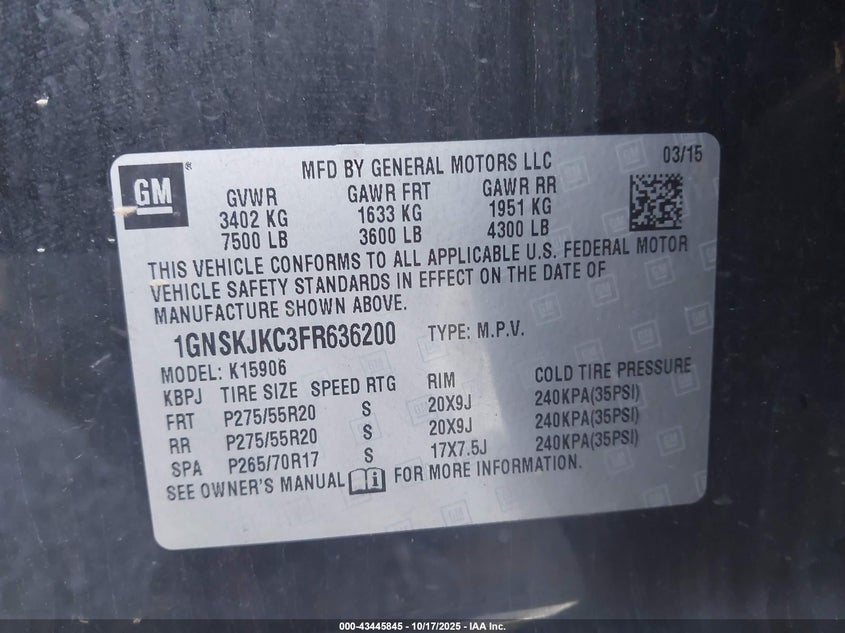 GM
®
MFD BY GENERAL MOTORS LLC
03/15
GVWR GAWR FRT GAWR RR
3402 KG 1633 KG 1951 KG
7500 LB 3600 LB 4300 LB
THIS VEHICLE CONFORMS TO ALL APPLICABLE U.S. FEDERAL MOTOR
VEHICLE SAFETY STANDARDS IN EFFECT ON THE DATE OF
MANUFACTURE SHOWN ABOVE.
1GNSKJKC3FR636200 TYPE: M.P.V.
MODEL: K15906
KBPJ TIRE SIZE SPEED RTG RIM COLD TIRE PRESSURE
FRT P275/55R20 S 20X9J 240KPA(35PSI)
RR P275/55R20 S 20X9J 240KPA(35PSI)
SPA P265/70R17 S 17X7.5J 240KPA(35PSI)
SEE OWNER'S MANUAL FOR MORE INFORMATION.
000-43445845 | 10/17/2025 - IAA Inc.